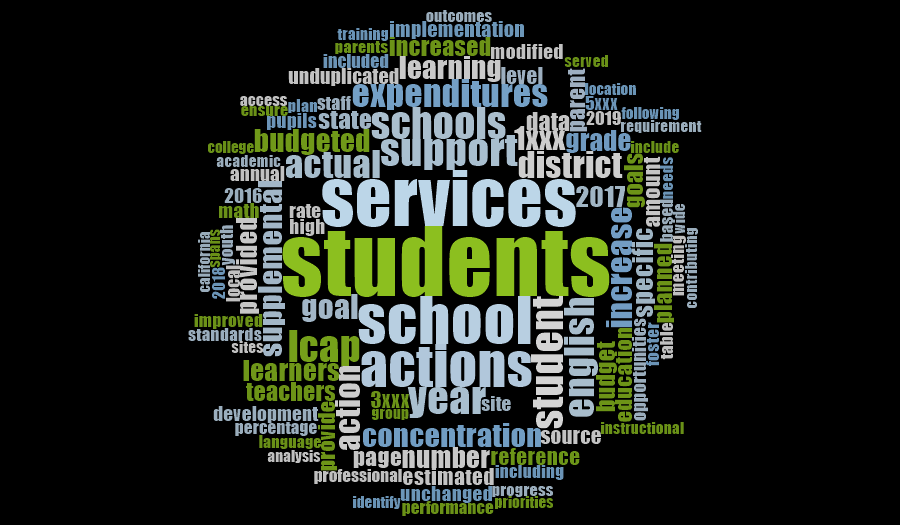 outcomes
training implementation
parents increased modified
included learning served
unduplicated level
expenditures parent location
access plan staff 5xxx
ensure schools data 2019 following
pupils state 1xxx requirement
college budgeted support grade include
academic actual district goals
annual services 2017 amount needs
2016 supplemental based wide
math rate increase
high students specific
california spans youth provided planned meeting contributing
2018 local
goal school student english
improved lcap foster table
standards
sites actions
learners budget education opportunities
teachers action year
3xxx site
development group
percentage provide concentration source instructional
language
analysis page number reference
professional estimated including
unchanged progress
identify performance priorities